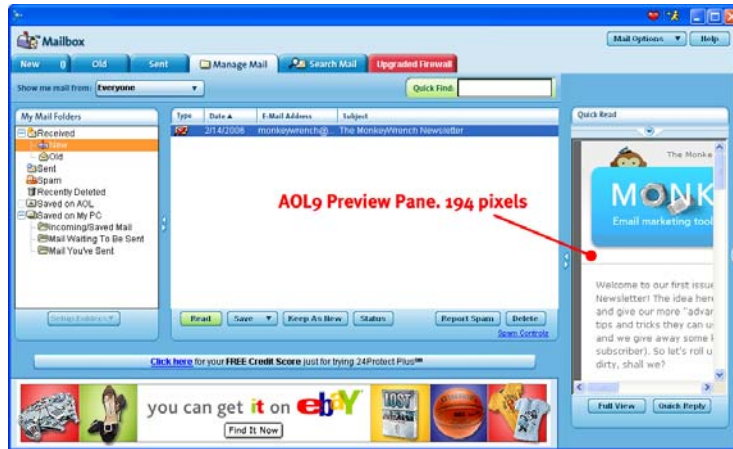 Mailbox
Mail Options ▼ Help
New 0 Old Sent Manage Mail Search Mail Upgraded Firewall
Show me mail from: Everyone ▼ Quick Find:
My Mail Folders
Received
New
Old
Sent
Spam
Recently Deleted
Saved on AOL
Saved on My PC
Incoming/Saved Mail
Mail Waiting To Be Sent
Mail You've Sent
Setup Folders ▼
Type Date ▲ E-Mail Address Subject
2/14/2006 monkeywrench@... The MonkeyWrench Newsletter
AOL9 Preview Pane. 194 pixels
Read Save ▼ Keep As New Status Report Spam Delete
Spam Controls
Quick Read
The Monke
MONK
Email marketing tool
Welcome to our first issue
Newsletter! The idea here
and give our more "advan
tips and tricks they can u
and we give away some
subscriber). So let's roll u
dirty, shall we?
Full View Quick Reply
Click here for your FREE Credit Score just for trying 24Protect Plus℠
you can get it on ebY
LOST
Find It Now